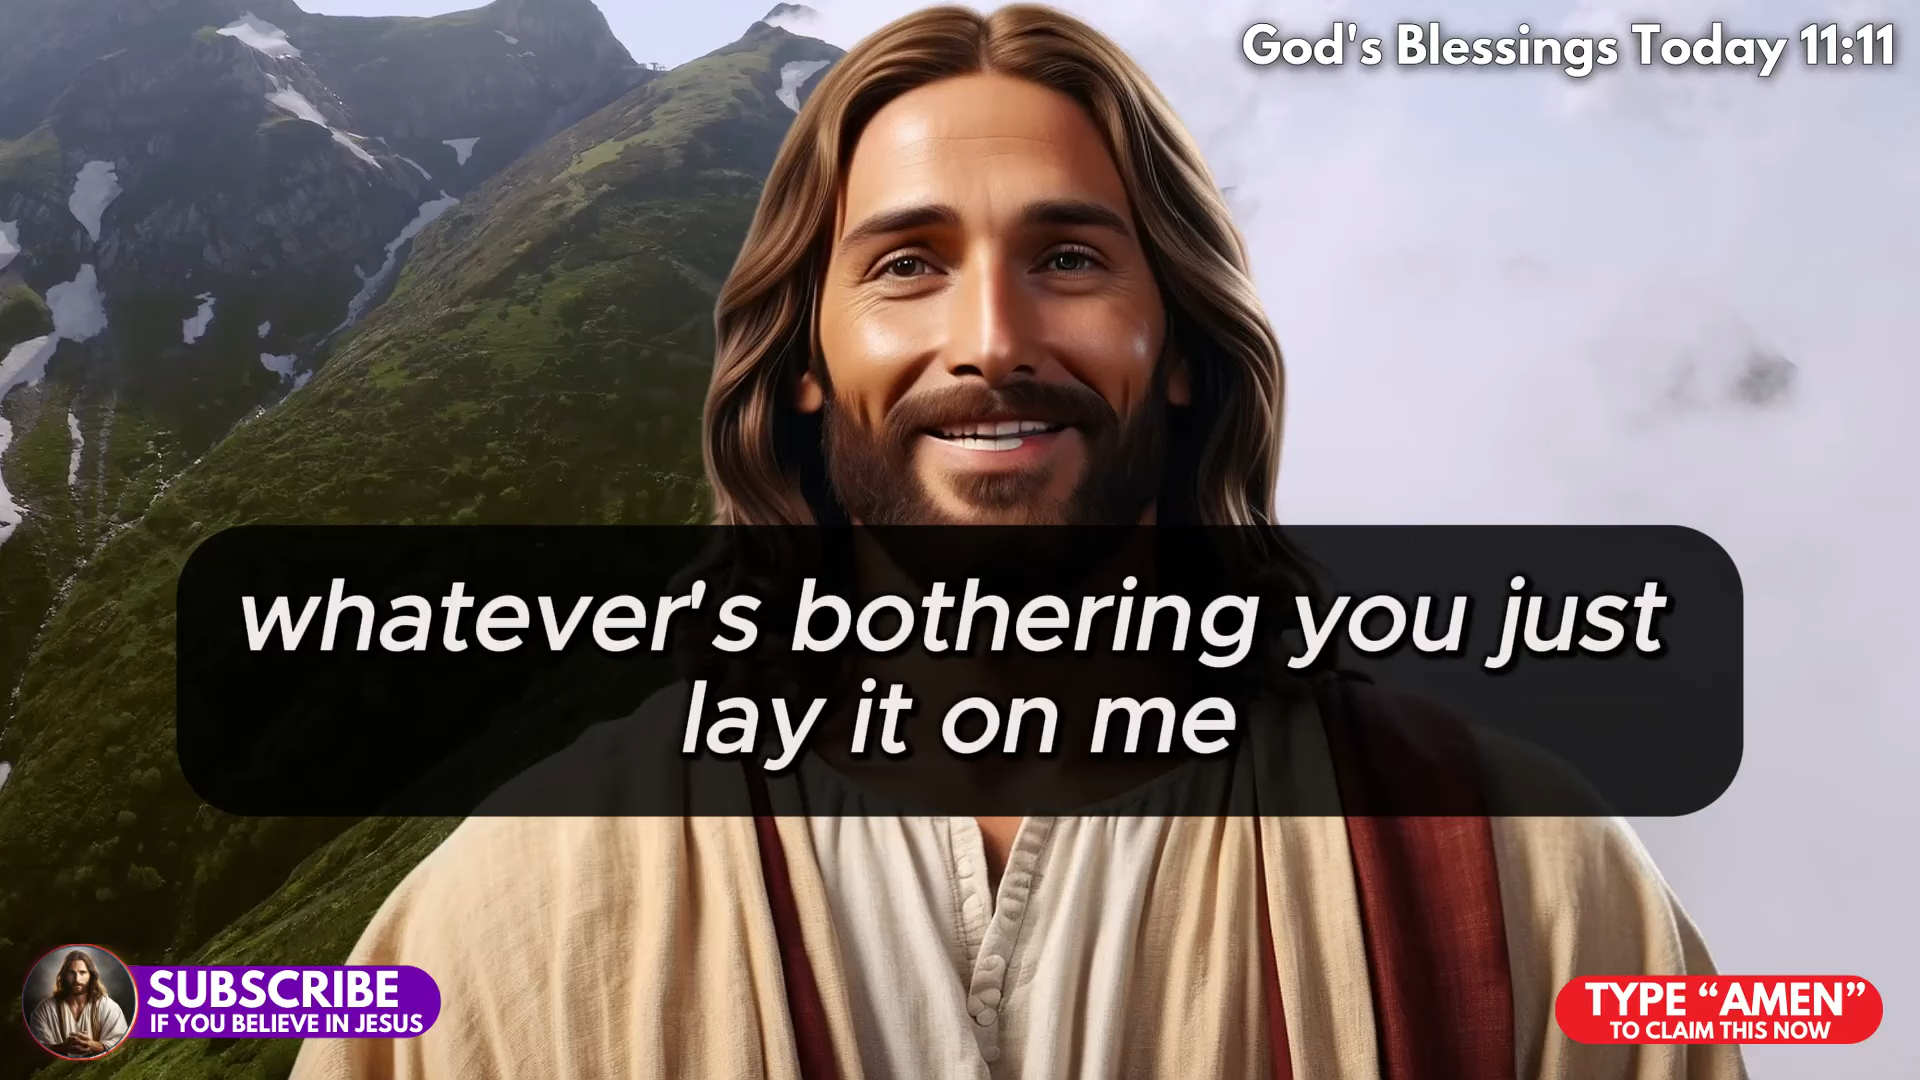 God's Blessings Today 11:11
whatever's bothering you just
lay it on me
SUBSCRIBE
IF YOU BELIEVE IN JESUS
TYPE “AMEN”
TO CLAIM THIS NOW